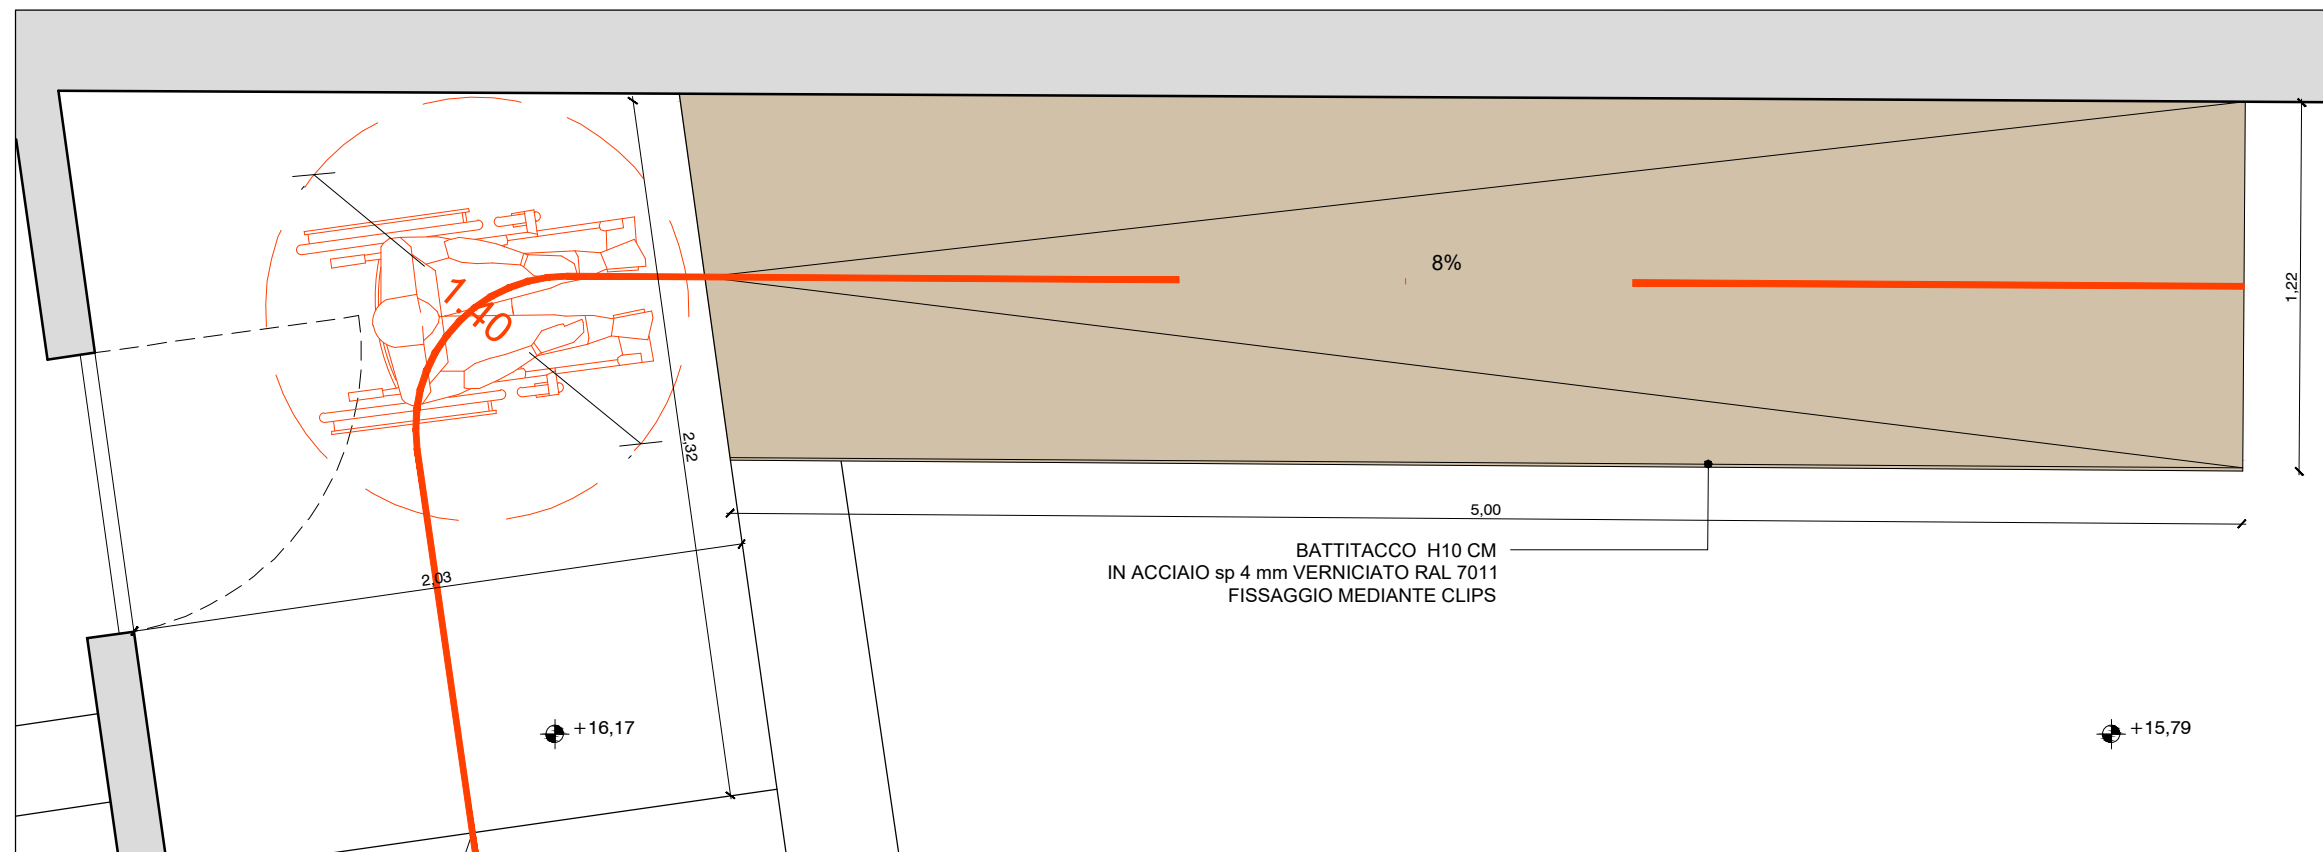 8%
1,22
1.40
2,32
5,00
BATTITACCO H10 CM
IN ACCIAIO sp 4 mm VERNICIATO RAL 7011
FISSAGGIO MEDIANTE CLIPS
2,03
+16,17
+15,79